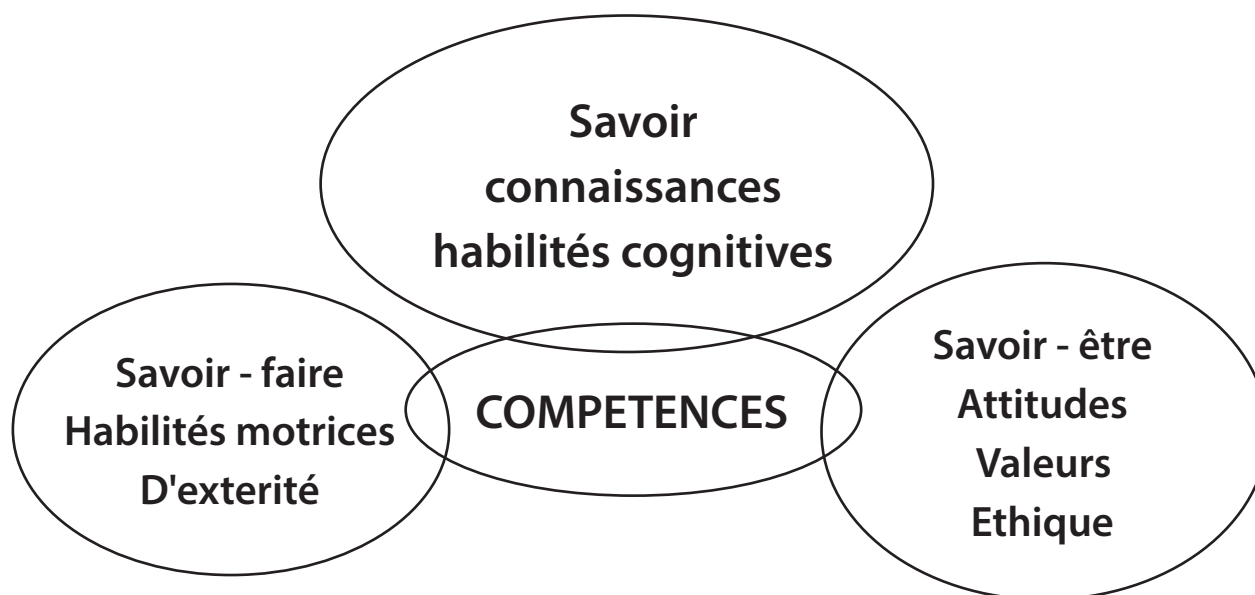 Savoir
connaissances
habilités cognitives
Savoir - faire
Habilités motrices
D'exterité
COMPETENCES
Savoir - être
Attitudes
Valeurs
Ethique